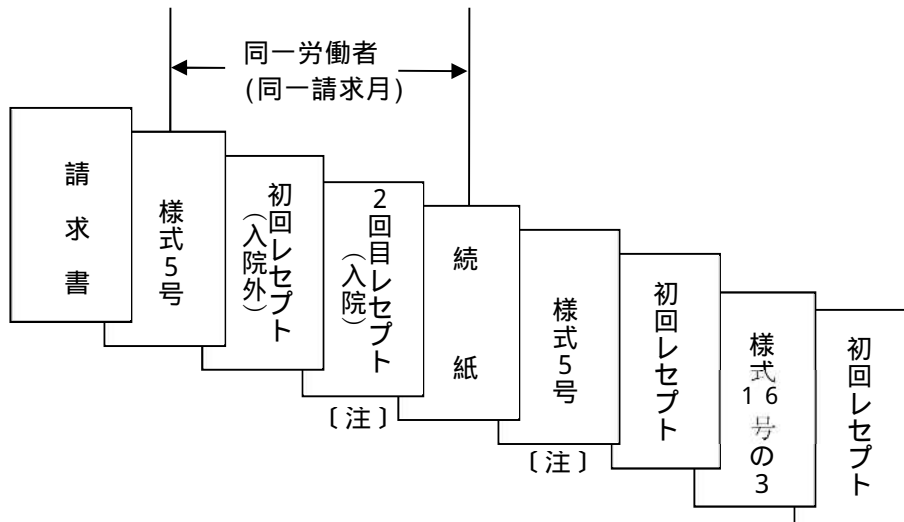 同一労働者
(同一請求月)
請求書
様式5号
初回レセプト
(入院外)
2回目レセプト
(入院)
〔注〕
続紙
様式5号
〔注〕
初回レセプト
様式16号の3
初回レセプト